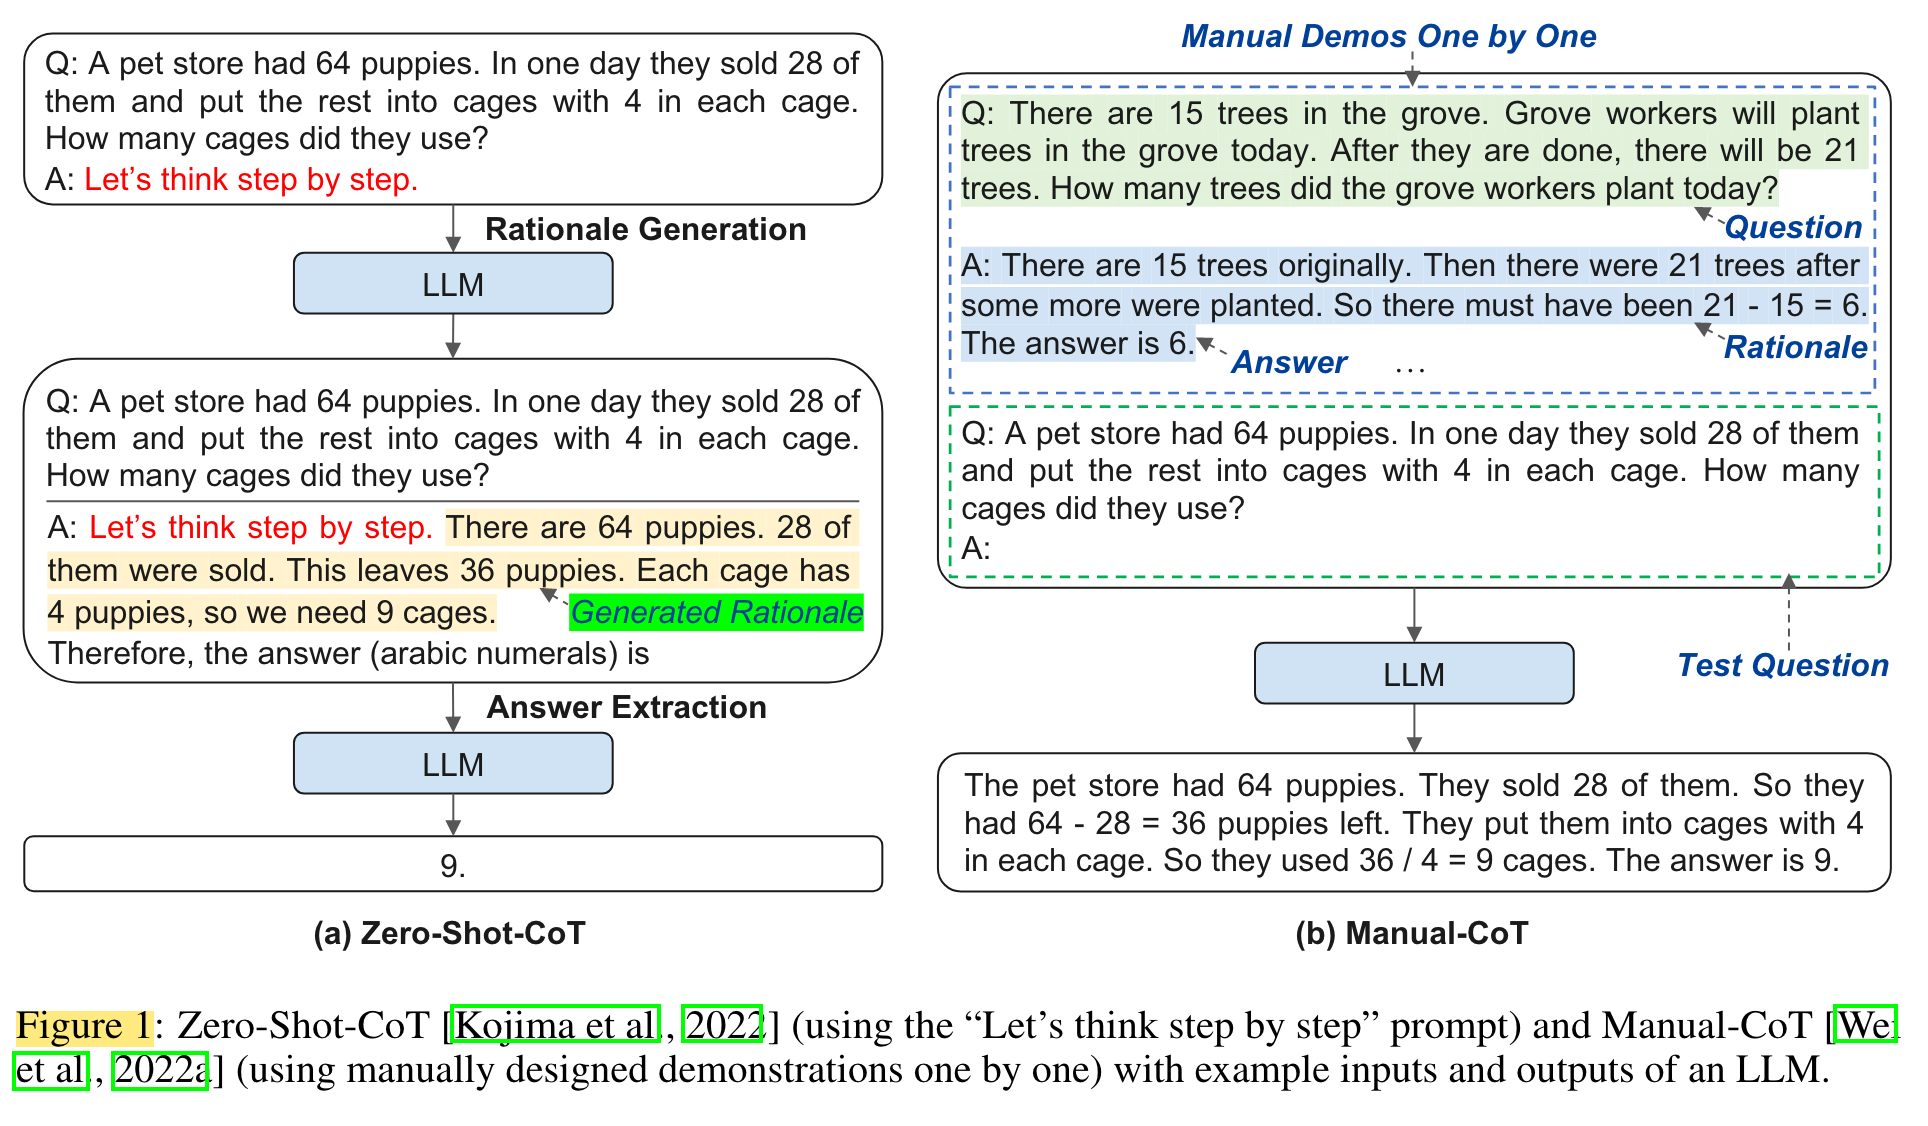 Q: A pet store had 64 puppies. In one day they sold 28 of
them and put the rest into cages with 4 in each cage.
How many cages did they use?
A: Let’s think step by step.
Rationale Generation
LLM
Q: A pet store had 64 puppies. In one day they sold 28 of
them and put the rest into cages with 4 in each cage.
How many cages did they use?
A: Let’s think step by step. There are 64 puppies. 28 of
them were sold. This leaves 36 puppies. Each cage has
4 puppies, so we need 9 cages.
Generated Rationale
Therefore, the answer (arabic numerals) is
Answer Extraction
LLM
9.
(a) Zero-Shot-CoT
Manual Demos One by One
Q: There are 15 trees in the grove. Grove workers will plant
trees in the grove today. After they are done, there will be 21
trees. How many trees did the grove workers plant today?
Question
A: There are 15 trees originally. Then there were 21 trees after
some more were planted. So there must have been 21 - 15 = 6.
The answer is 6.
Rationale
Answer …
Q: A pet store had 64 puppies. In one day they sold 28 of them
and put the rest into cages with 4 in each cage. How many
cages did they use?
A:
Test Question
LLM
The pet store had 64 puppies. They sold 28 of them. So they
had 64 - 28 = 36 puppies left. They put them into cages with 4
in each cage. So they used 36 / 4 = 9 cages. The answer is 9.
(b) Manual-CoT
Figure 1: Zero-Shot-CoT [Kojima et al., 2022] (using the “Let’s think step by step” prompt) and Manual-CoT [Wei
et al., 2022a] (using manually designed demonstrations one by one) with example inputs and outputs of an LLM.